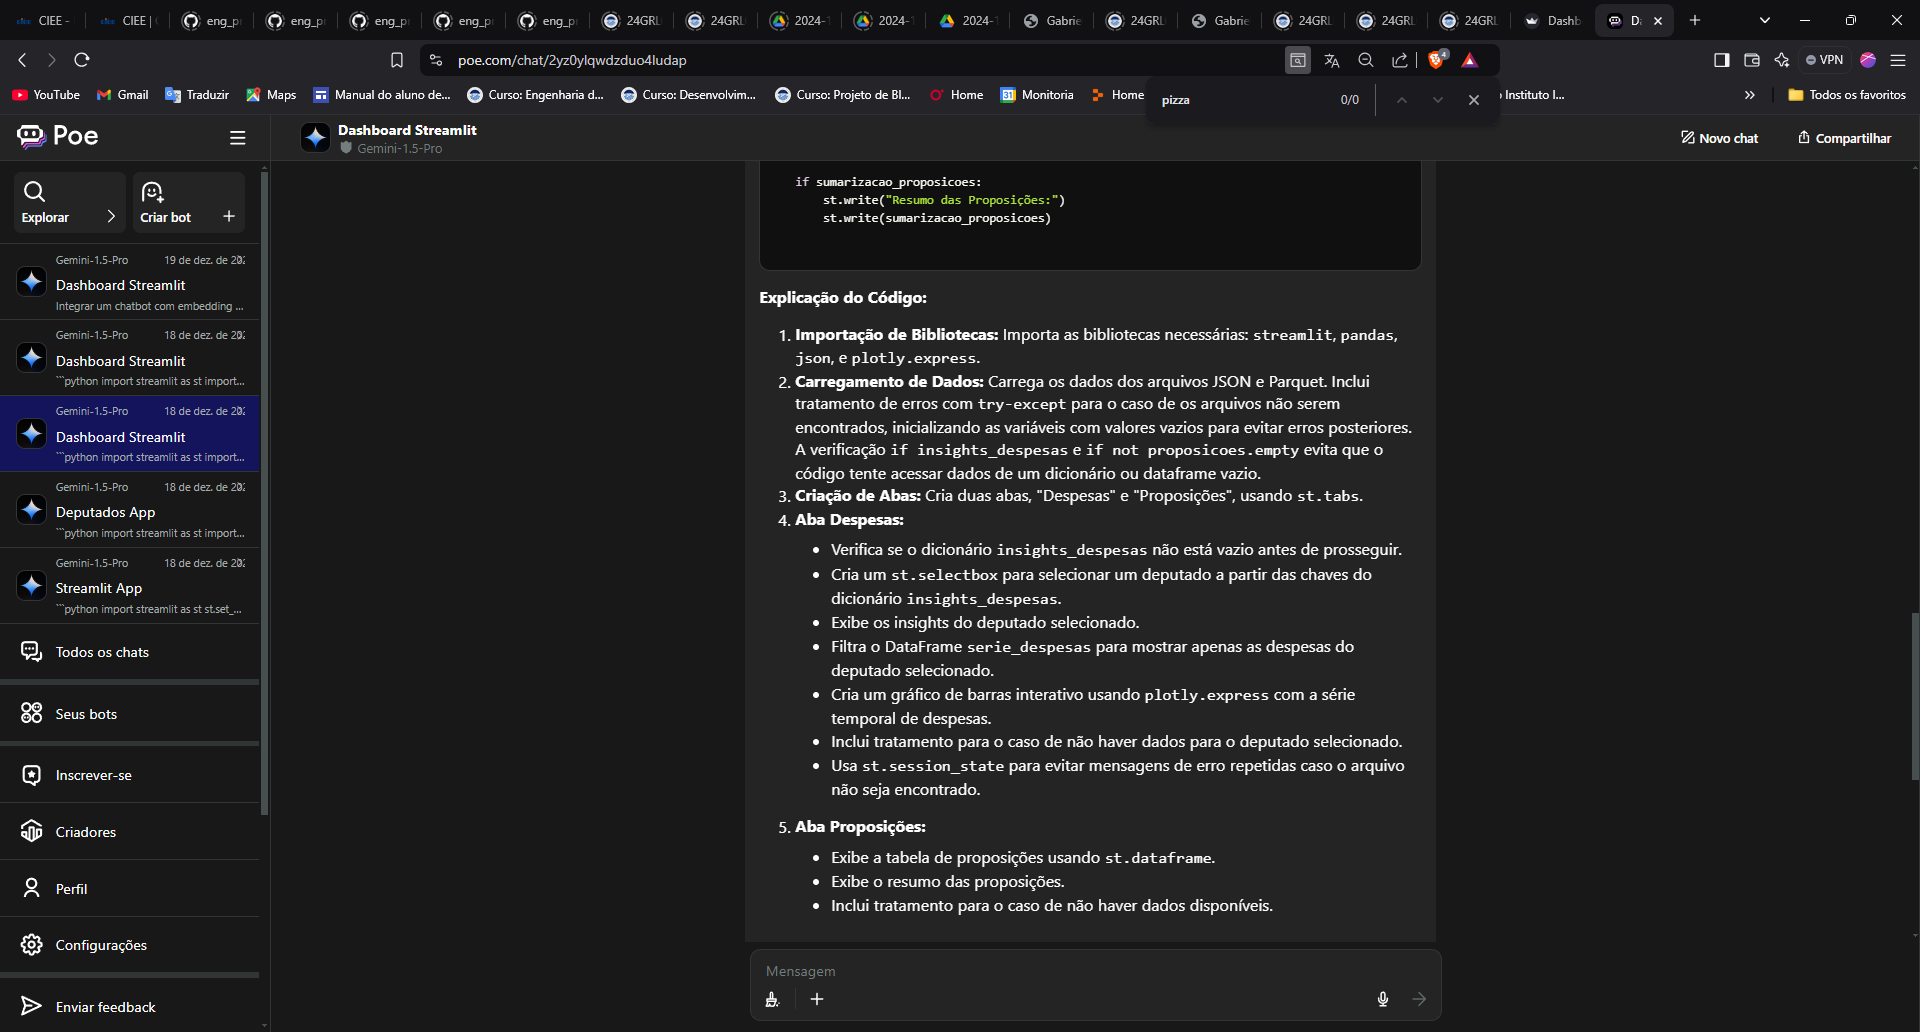 CIEE -
CIEE |
eng_p
eng_p
eng_p
eng_p
eng_p
24GRL
24GRL
2024-
2024-
2024-
Gabrie
24GRL
Gabrie
24GRL
24GRL
24GRL
Dashb
D
poe.com/chat/2yz0ylqwdzduo4ludap
4
VPN
YouTube
Gmail
Traduzir
Maps
Manual do aluno de...
Curso: Engenharia d...
Curso: Desenvolvim...
Curso: Projeto de Bl...
Home
Monitoria
Home
Instituto I...
Todos os favoritos
pizza
0/0
Poe
Dashboard Streamlit
Gemini-1.5-Pro
Novo chat
Compartilhar
Explorar
Criar bot
Gemini-1.5-Pro 19 de dez. de 202
Dashboard Streamlit
Integrar um chatbot com embedding ...
Gemini-1.5-Pro 18 de dez. de 202
Dashboard Streamlit
```python import streamlit as st import...
Gemini-1.5-Pro 18 de dez. de 202
Dashboard Streamlit
```python import streamlit as st import...
Gemini-1.5-Pro 18 de dez. de 202
Deputados App
```python import streamlit as st import...
Gemini-1.5-Pro 18 de dez. de 202
Streamlit App
```python import streamlit as st st.set_...
Todos os chats
Seus bots
Inscrever-se
Criadores
Perfil
Configurações
Enviar feedback
if sumarizacao_proposicoes:
st.write("Resumo das Proposições:")
st.write(sumarizacao_proposicoes)
Explicação do Código:
1. Importação de Bibliotecas: Importa as bibliotecas necessárias: streamlit, pandas,
json, e plotly.express.
2. Carregamento de Dados: Carrega os dados dos arquivos JSON e Parquet. Inclui
tratamento de erros com try-except para o caso de os arquivos não serem
encontrados, inicializando as variáveis com valores vazios para evitar erros posteriores.
A verificação if insights_despesas e if not proposicoes.empty evita que o
código tente acessar dados de um dicionário ou dataframe vazio.
3. Criação de Abas: Cria duas abas, "Despesas" e "Proposições", usando st.tabs.
4. Aba Despesas:
• Verifica se o dicionário insights_despesas não está vazio antes de prosseguir.
• Cria um st.selectbox para selecionar um deputado a partir das chaves do
dicionário insights_despesas.
• Exibe os insights do deputado selecionado.
• Filtra o DataFrame serie_despesas para mostrar apenas as despesas do
deputado selecionado.
• Cria um gráfico de barras interativo usando plotly.express com a série
temporal de despesas.
• Inclui tratamento para o caso de não haver dados para o deputado selecionado.
• Usa st.session_state para evitar mensagens de erro repetidas caso o arquivo
não seja encontrado.
5. Aba Proposições:
• Exibe a tabela de proposições usando st.dataframe.
• Exibe o resumo das proposições.
• Inclui tratamento para o caso de não haver dados disponíveis.
Mensagem